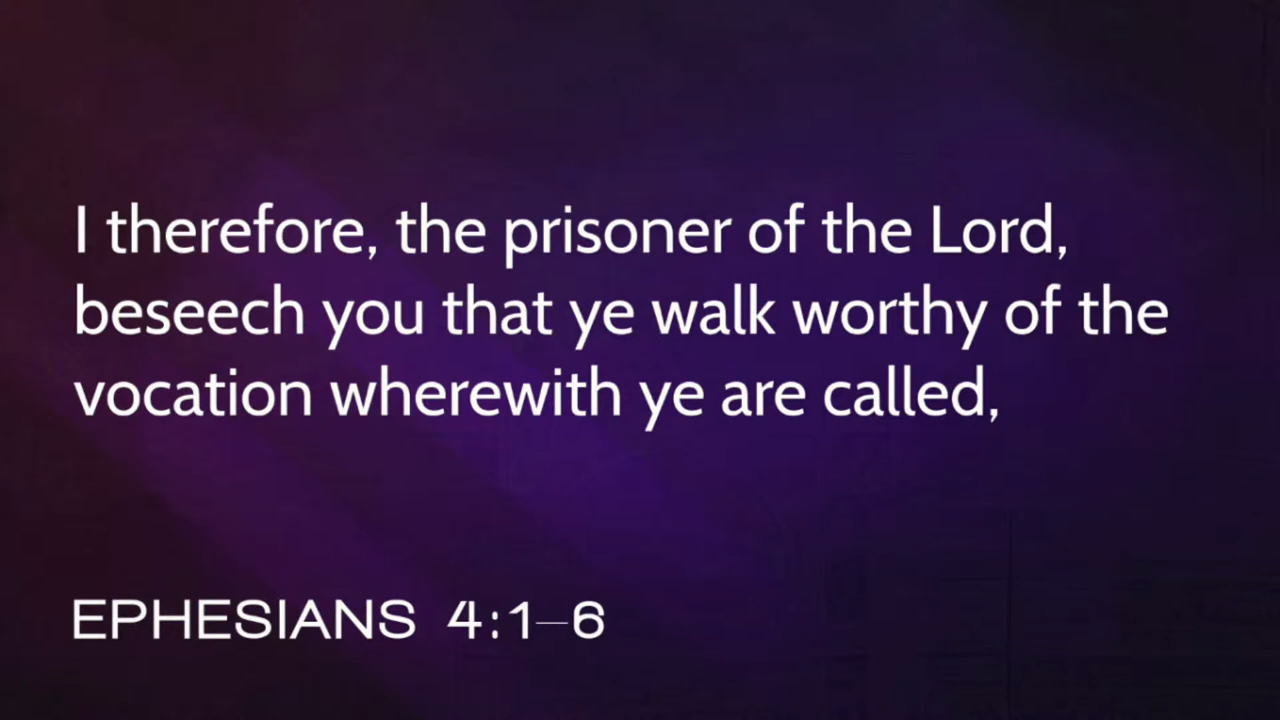 I therefore, the prisoner of the Lord,
beseech you that ye walk worthy of the
vocation wherewith ye are called,
EPHESIANS 4:1–6